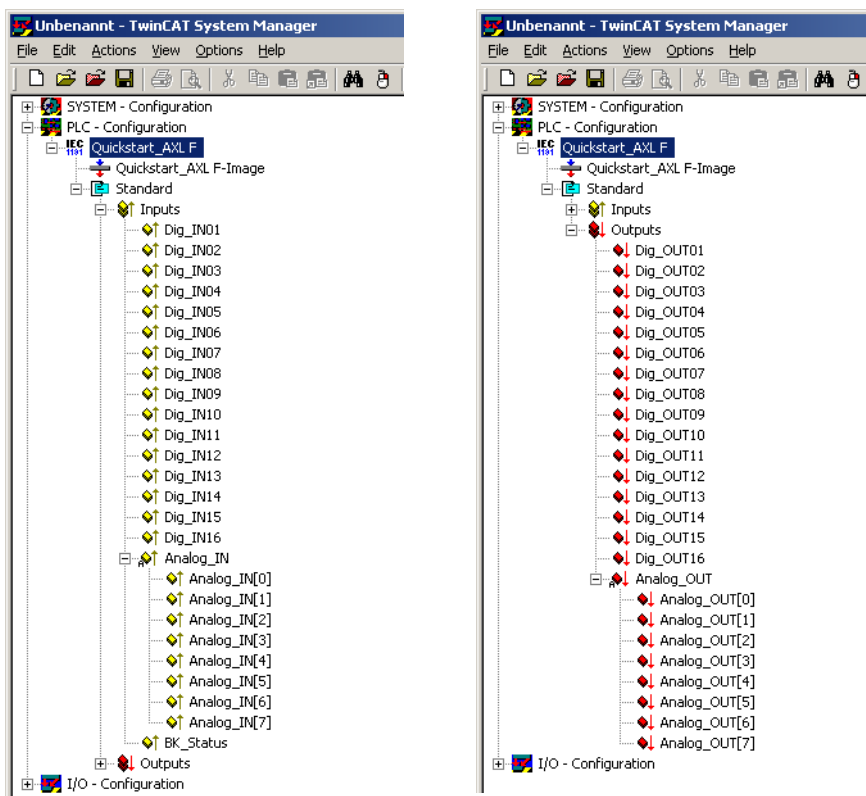 Unbenannt - TwinCAT System Manager
File Edit Actions View Options Help
SYSTEM - Configuration
PLC - Configuration
IEC 1131 Quickstart_AXL F
Quickstart_AXL F-Image
Standard
Inputs
Dig_IN01
Dig_IN02
Dig_IN03
Dig_IN04
Dig_IN05
Dig_IN06
Dig_IN07
Dig_IN08
Dig_IN09
Dig_IN10
Dig_IN11
Dig_IN12
Dig_IN13
Dig_IN14
Dig_IN15
Dig_IN16
A Analog_IN
Analog_IN[0]
Analog_IN[1]
Analog_IN[2]
Analog_IN[3]
Analog_IN[4]
Analog_IN[5]
Analog_IN[6]
Analog_IN[7]
BK_Status
Outputs
I/O - Configuration
Unbenannt - TwinCAT System Manager
File Edit Actions View Options Help
SYSTEM - Configuration
PLC - Configuration
IEC 1131 Quickstart_AXL F
Quickstart_AXL F-Image
Standard
Inputs
Outputs
Dig_OUT01
Dig_OUT02
Dig_OUT03
Dig_OUT04
Dig_OUT05
Dig_OUT06
Dig_OUT07
Dig_OUT08
Dig_OUT09
Dig_OUT10
Dig_OUT11
Dig_OUT12
Dig_OUT13
Dig_OUT14
Dig_OUT15
Dig_OUT16
A Analog_OUT
Analog_OUT[0]
Analog_OUT[1]
Analog_OUT[2]
Analog_OUT[3]
Analog_OUT[4]
Analog_OUT[5]
Analog_OUT[6]
Analog_OUT[7]
I/O - Configuration